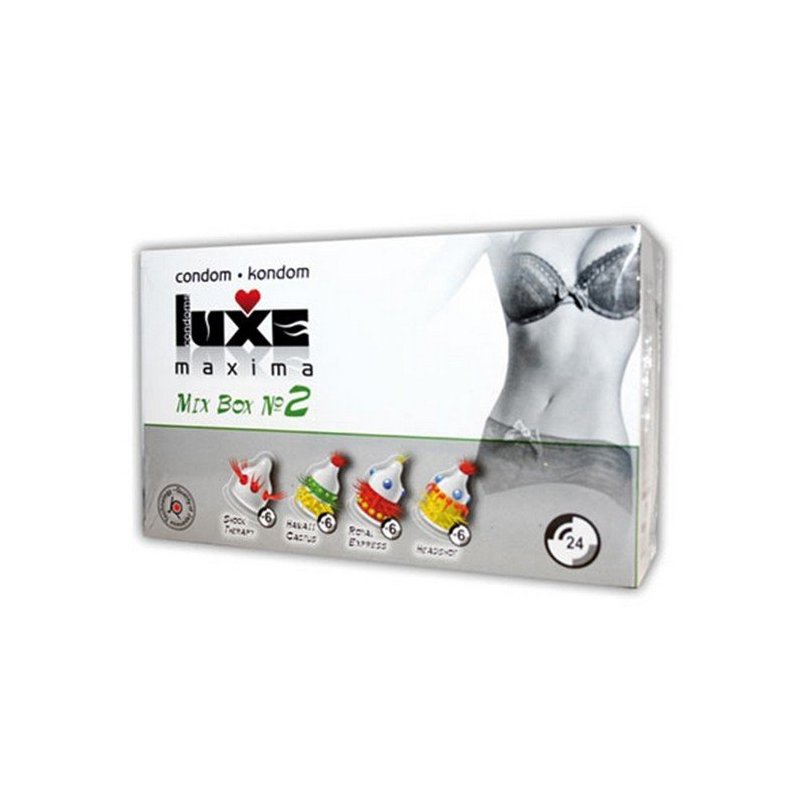 condom • kondom
condoms
luxe
maxima
Mix Box №2
Shock
Therapy
-6
Hawaii
Cactus
-6
Royal
Express
-6
Headshot
-6
24